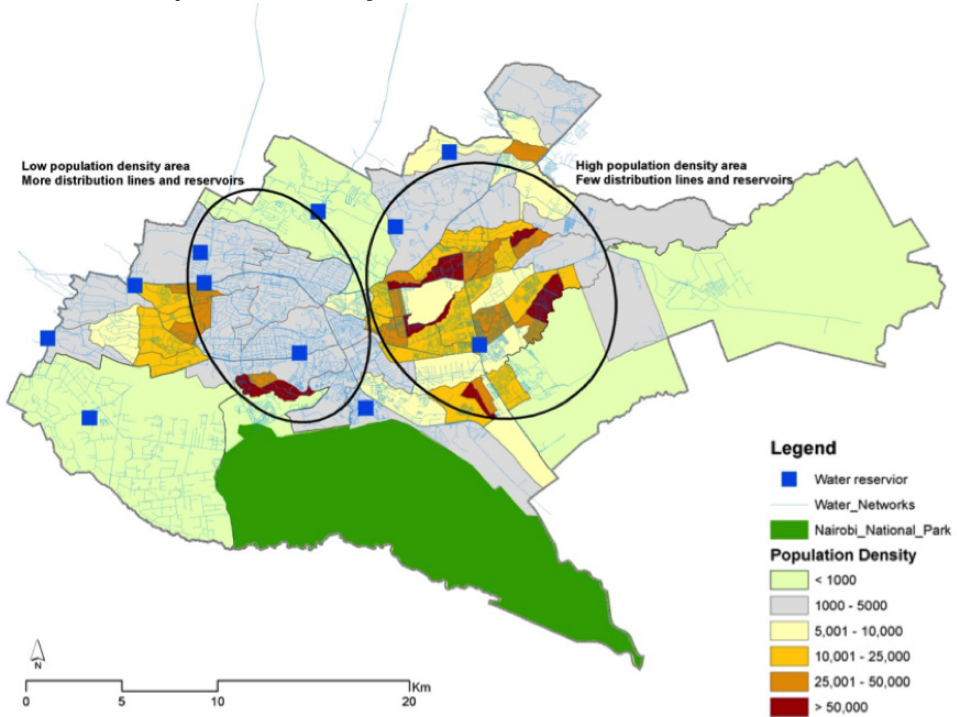 Low population density area
More distribution lines and reservoirs
High population density area
Few distribution lines and reservoirs
Legend
Water reservior
Water_Networks
Nairobi_National_Park
Population Density
< 1000
1000 - 5000
5,001 - 10,000
10,001 - 25,000
25,001 - 50,000
> 50,000
N
Km
0 5 10 20